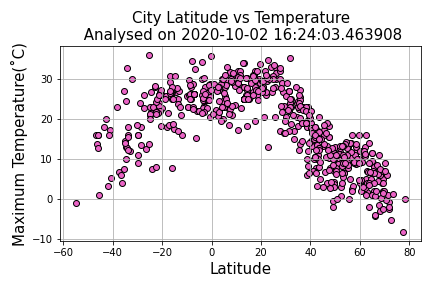 City Latitude vs Temperature
Analysed on 2020-10-02 16:24:03.463908
Maximum Temperature(˚C)
30
20
10
0
−10
−60 −40 −20 0 20 40 60 80
Latitude